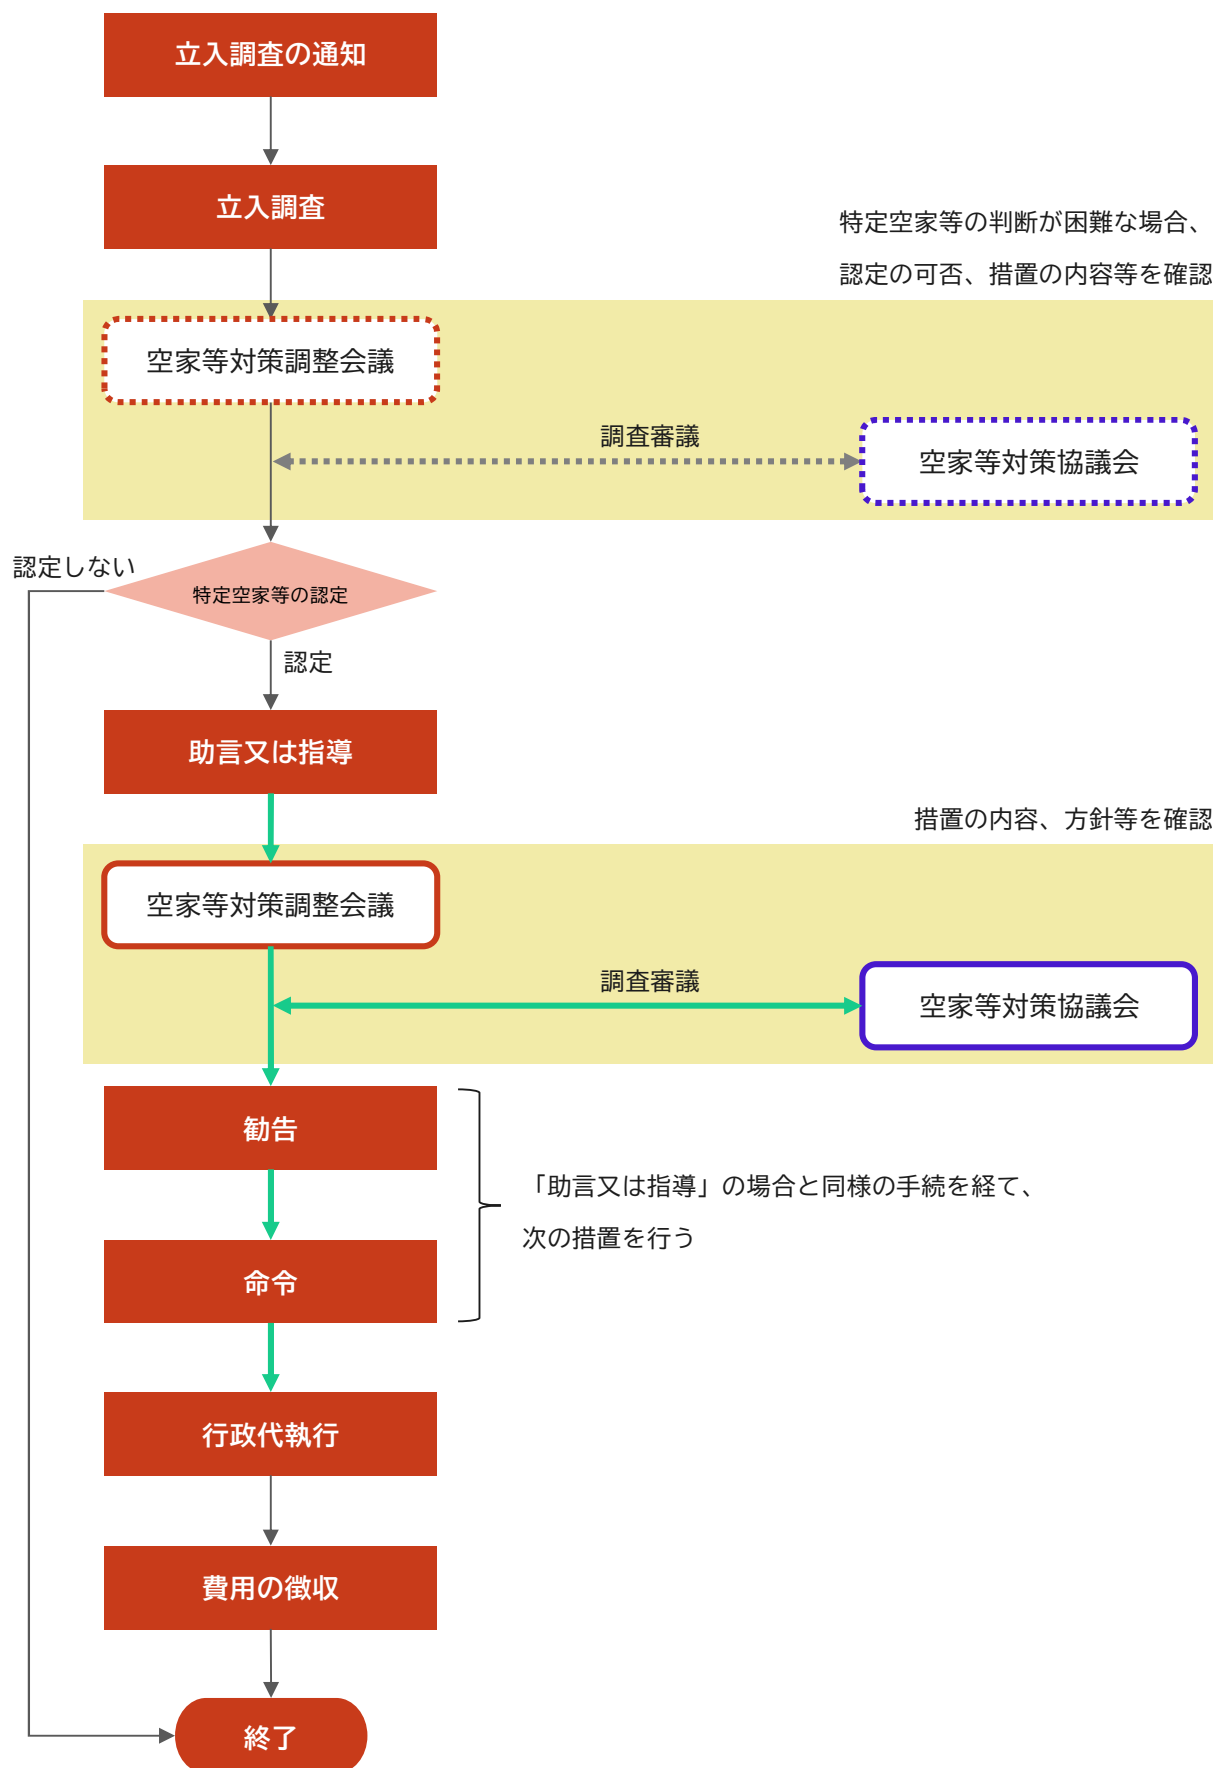 立入調査の通知
立入調査
特定空家等の判断が困難な場合、
認定の可否、措置の内容等を確認
空家等対策調整会議
調査審議
空家等対策協議会
認定しない
特定空家等の認定
認定
助言又は指導
措置の内容、方針等を確認
空家等対策調整会議
調査審議
空家等対策協議会
勧告
「助言又は指導」の場合と同様の手続を経て、
次の措置を行う
命令
行政代執行
費用の徴収
終了